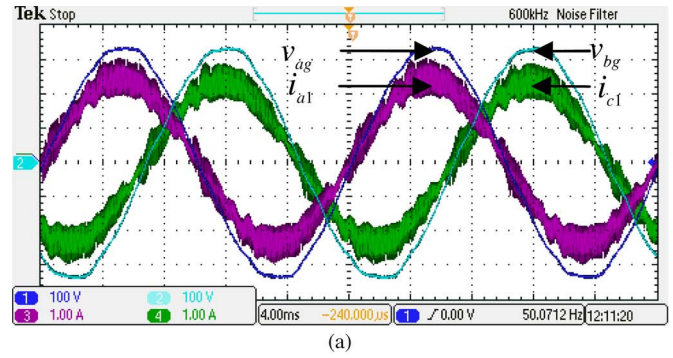 Tek Stop 600kHz Noise Filter
v_ag v_bg
i_a1 i_c1
2
1 100 V 2 100 V
3 1.00 A 4 1.00 A
4.00ms -240.000,us
1 ∫ 0.00 V 50.0712 Hz 12:11:20
(a)